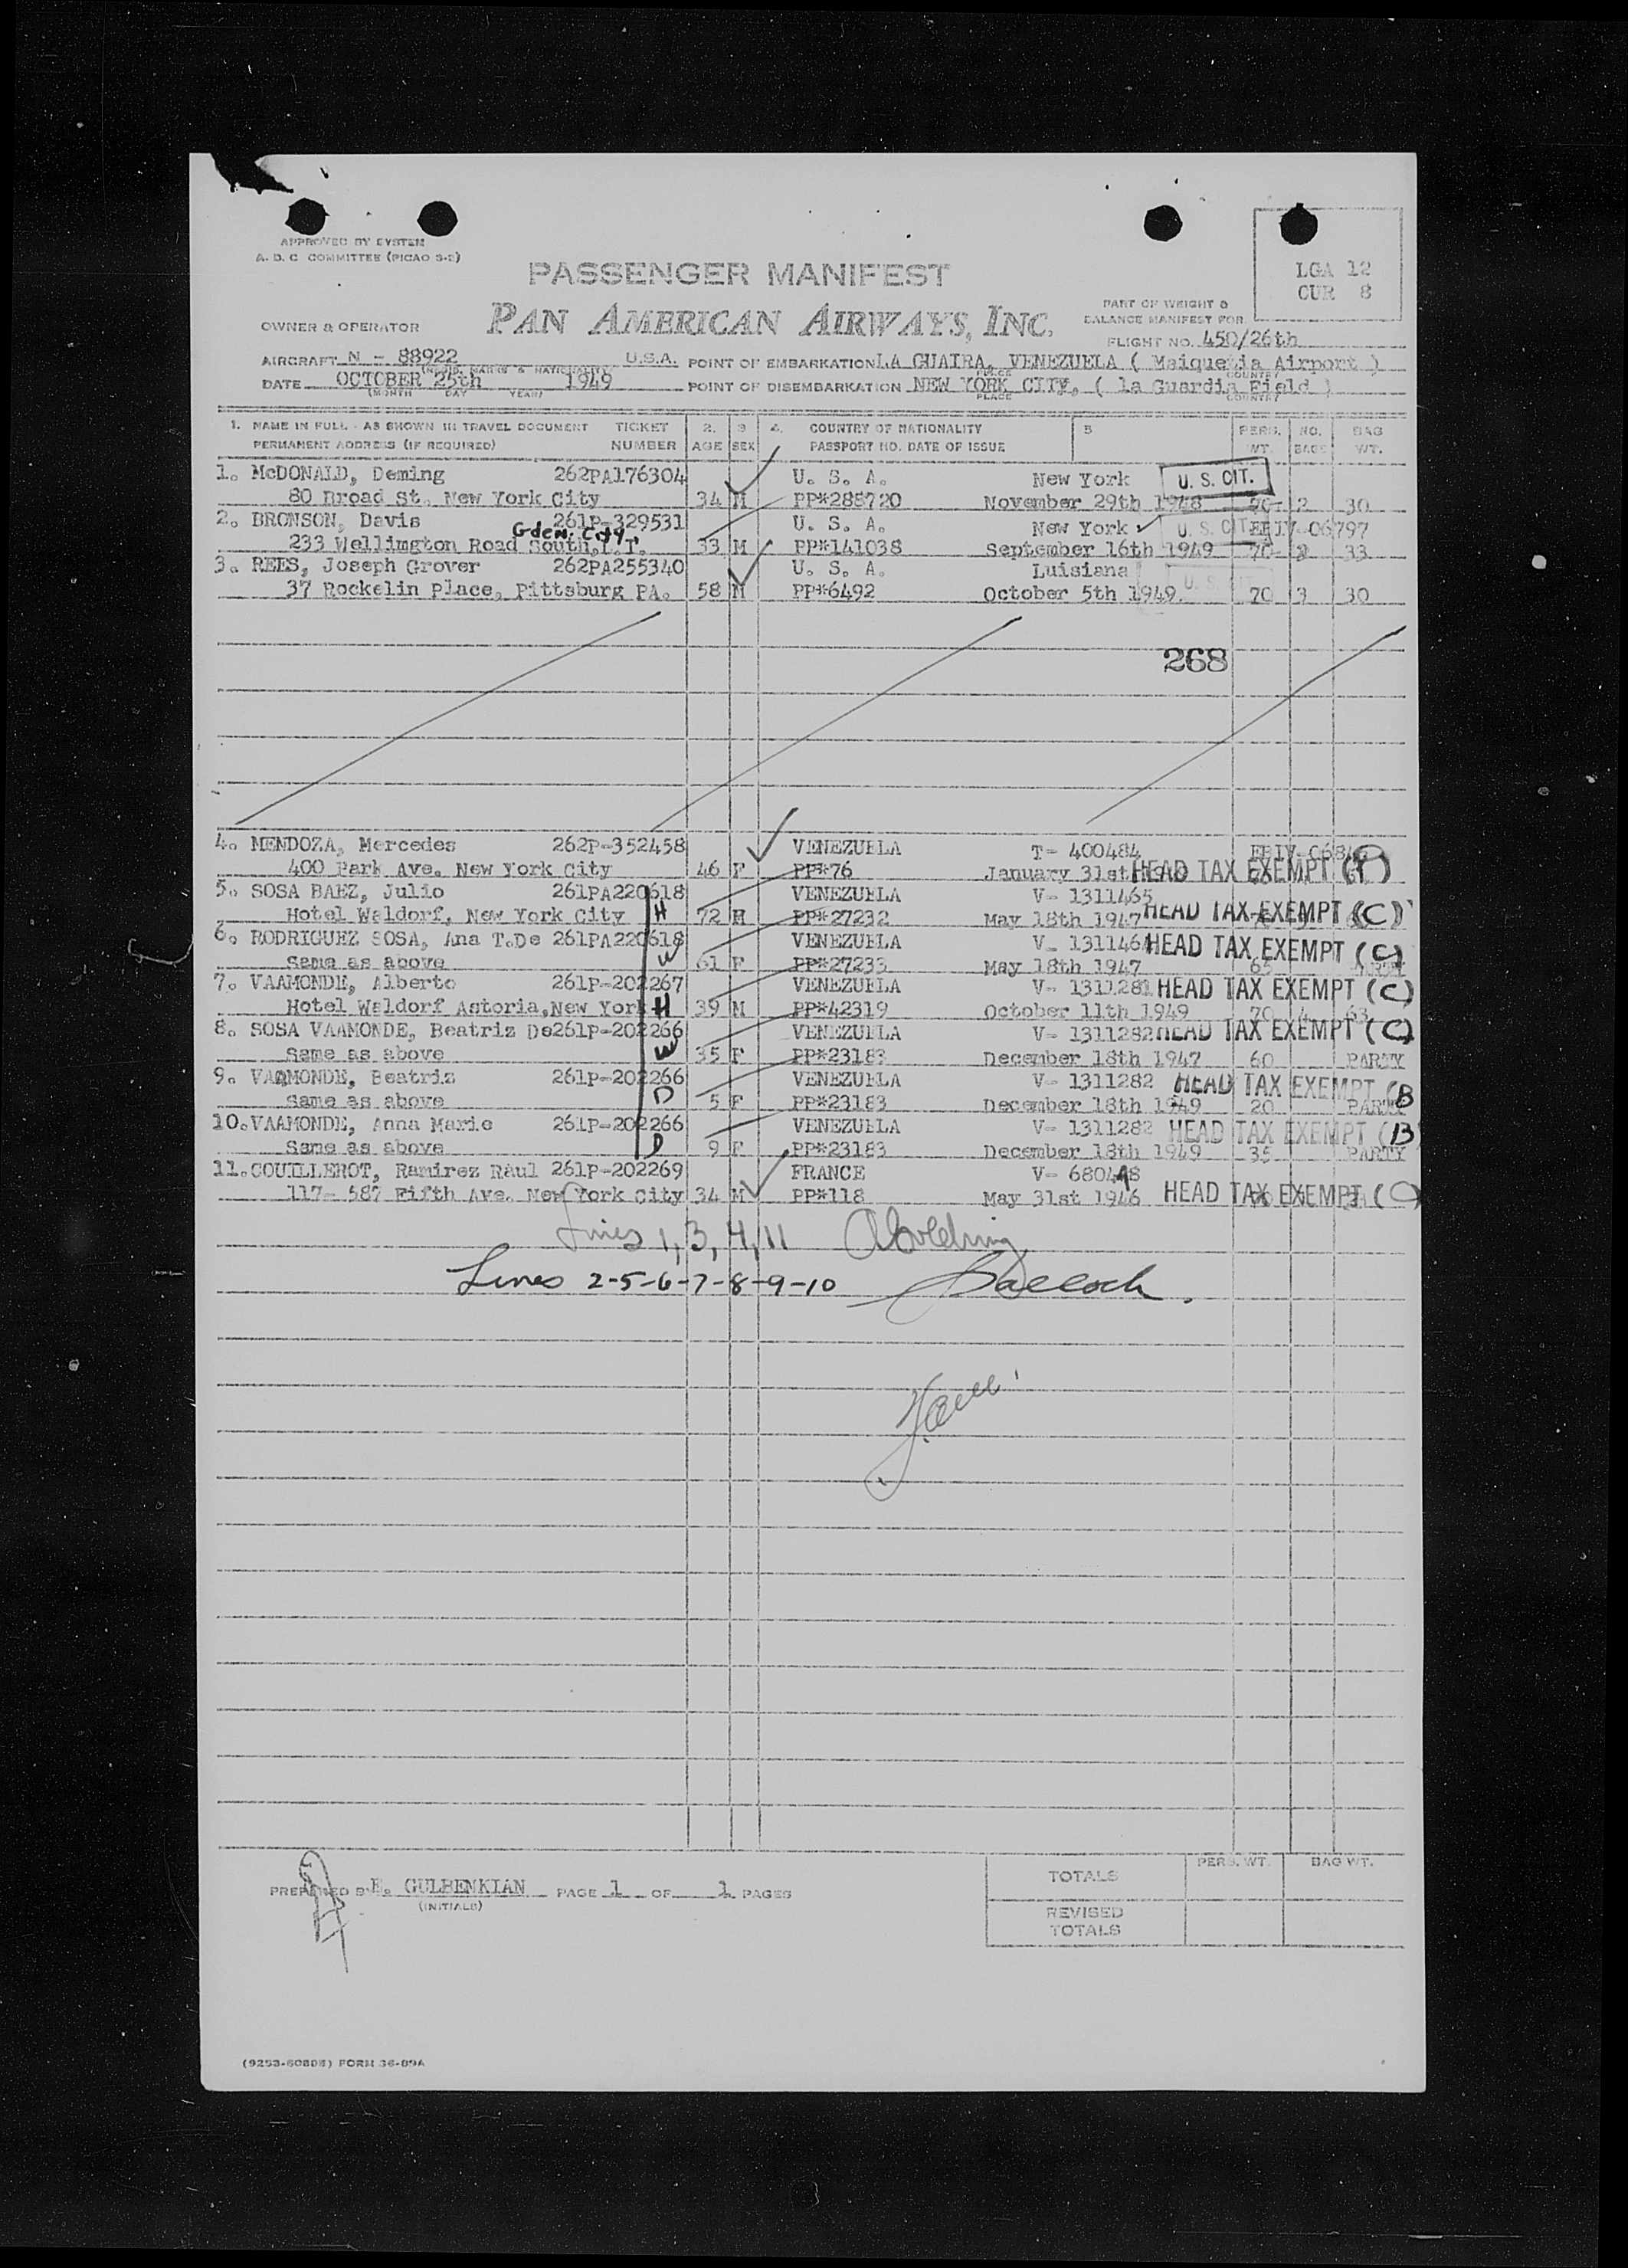 APPROVED BY SYSTEM
A. D. C COMMITTEE (PICAO S-2)
PASSENGER MANIFEST
LGA 12
CUR 8
PAN AMERICAN AIRWAYS, INC.
PART OF WEIGHT &
BALANCE MANIFEST FOR
OWNER & OPERATOR
FLIGHT NO. 450/26th
AIRCRAFT N - 88922 U.S.A. POINT OF EMBARKATION LA GUAIRA, VENEZUELA ( Maiquetia Airport )
PLACE COUNTRY
DATE OCTOBER 25th 1949 POINT OF DISEMBARKATION NEW YORK CITY, ( la Guardia Field )
(MONTH DAY YEAR) PLACE COUNTRY
1. NAME IN FULL - AS SHOWN IN TRAVEL DOCUMENT TICKET 2. 3 4. COUNTRY OF NATIONALITY 5 PERS. NO. BAG
PERMANENT ADDRESS (IF REQUIRED) NUMBER AGE SEX PASSPORT NO. DATE OF ISSUE WT. BAGS WT.
1. McDONALD, Deming 262PA176304 U. S. A. New York U. S. CIT.
80 Broad St. New York City 34 M PP*288720 November 29th 1948 2 30
2. BRONSON, Davis 261P-329531 U. S. A. New York U. S. CIT. EBIV-06797
Gden. City
233 Wellimgton Road South, 33 M PP*141038 September 16th 1949 70 33
3. REES, Joseph Grover 262PA255340 U. S. A. Luisiana U. S. CIT.
37 Rockelin Place, Pittsburg PA. 58 M PP*6492 October 5th 1949. 70 3 30
268
4. MENDOZA, Mercedes 262P-352458 VENEZUELA T- 400484
400 Park Ave. New York City 46 F PP*76 January 31st HEAD TAX EXEMPT
5. SOSA BAEZ, Julio 261PA220618 VENEZUELA V- 1311465
Hotel Waldorf, New York City H 72 M PP*27232 May 18th 1947 HEAD TAX EXEMPT (C)
6. RODRIGUEZ SOSA, Ana T.De 261PA220618 VENEZUELA V- 1311464 HEAD TAX EXEMPT (C)
Same as above W 61 F PP*27233 May 18th 1947 65
7. VAAMONDE, Alberto 261P-202267 VENEZUELA V- 1311281 HEAD TAX EXEMPT (C)
Hotel Waldorf Astoria, New York H 39 M PP*42319 October 11th 1949 70 4 63
8. SOSA VAAMONDE, Beatriz De 261P-202266 VENEZUELA V- 1311282 HEAD TAX EXEMPT (C)
Same as above W 35 F PP*23183 December 18th 1947 60 PARTY
9. VAAMONDE, Beatriz 261P-202266 VENEZUELA V- 1311282 HEAD TAX EXEMPT (B
Same as above D 5 F PP*23183 December 18th 1949 20 PARTY
10. VAAMONDE, Anna Marie 261P-202266 VENEZUELA V- 1311282 HEAD TAX EXEMPT (B)
Same as above D 9 F PP*23183 December 18th 1949 35 PARTY
11. COUILLEROT, Ramirez Raul 261P-202269 FRANCE V- 680498
117- 587 Fifth Ave. New York City 34 M PP*118 May 31st 1946 HEAD TAX EXEMPT (C)
Lines 1, 3, 4, 11
Lines 2-5-6-7-8-9-10
PREPARED BY E. GULBENKIAN PAGE 1 OF 1 PAGES
(INITIALS)
PERS. WT. BAG WT.
TOTALS
REVISED
TOTALS
(9253-60808) FORM 36-09A